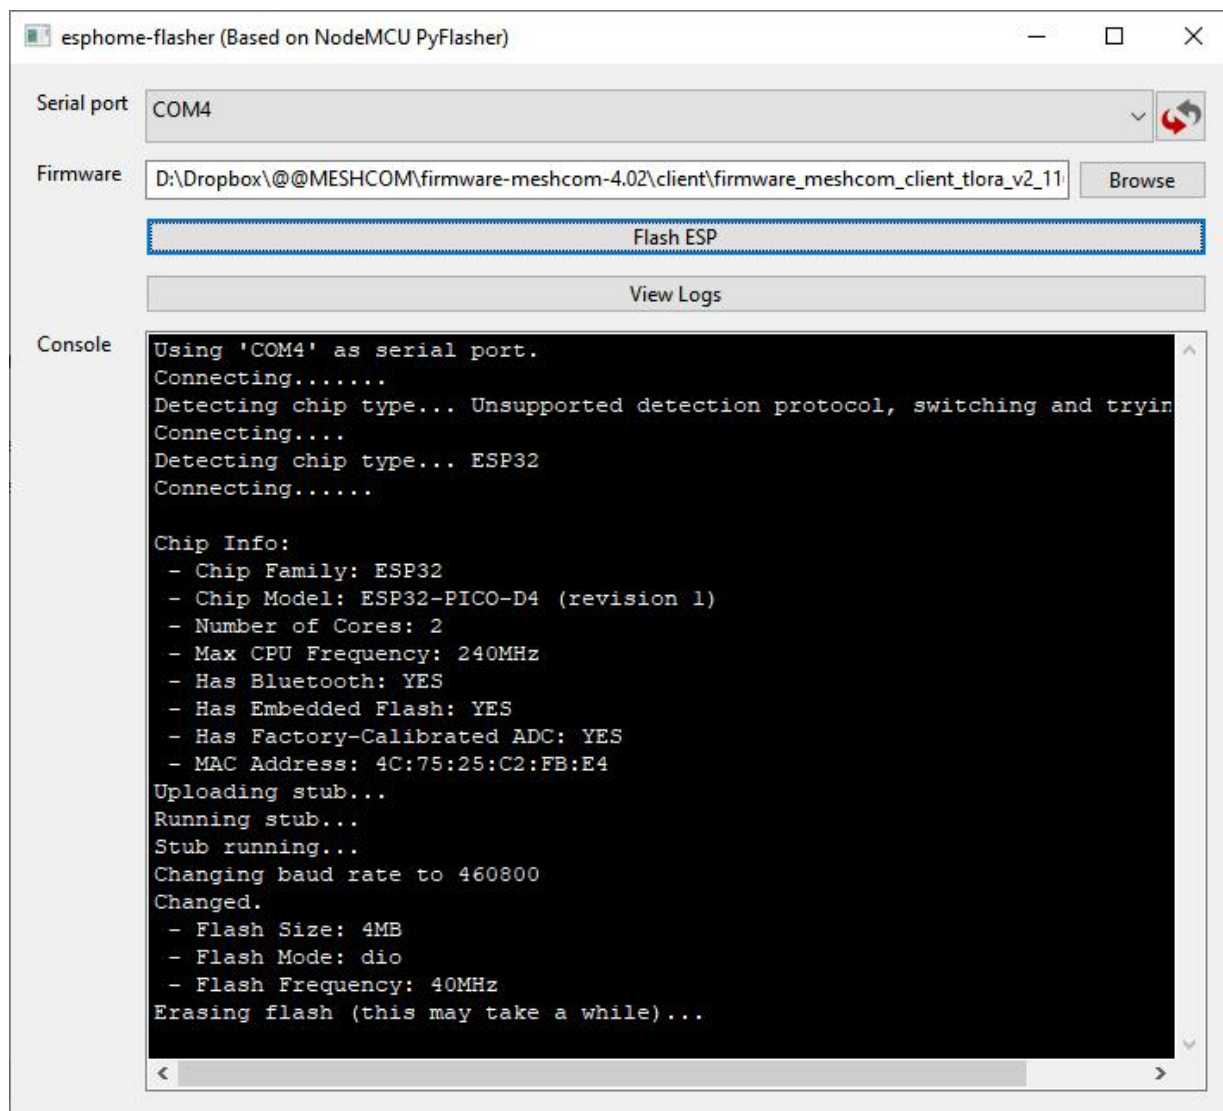 esphome-flasher (Based on NodeMCU PyFlasher)
Serial port COM4
Firmware D:\Dropbox\@@MESHCOM\firmware-meshcom-4.02\client\firmware_meshcom_client_tlora_v2_11 Browse
Flash ESP
View Logs
Console
Using 'COM4' as serial port.
Connecting.......
Detecting chip type... Unsupported detection protocol, switching and tryin
Connecting....
Detecting chip type... ESP32
Connecting......
Chip Info:
- Chip Family: ESP32
- Chip Model: ESP32-PICO-D4 (revision 1)
- Number of Cores: 2
- Max CPU Frequency: 240MHz
- Has Bluetooth: YES
- Has Embedded Flash: YES
- Has Factory-Calibrated ADC: YES
- MAC Address: 4C:75:25:C2:FB:E4
Uploading stub...
Running stub...
Stub running...
Changing baud rate to 460800
Changed.
- Flash Size: 4MB
- Flash Mode: dio
- Flash Frequency: 40MHz
Erasing flash (this may take a while)...